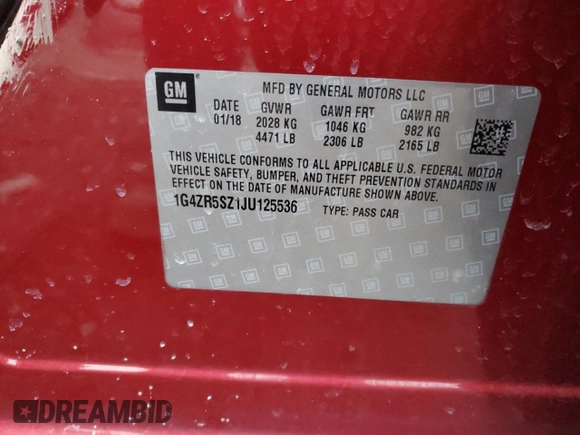 GM
MFD BY GENERAL MOTORS LLC
DATE GVWR GAWR FRT GAWR RR
01/18 2028 KG 1046 KG 982 KG
4471 LB 2306 LB 2165 LB
THIS VEHICLE CONFORMS TO ALL APPLICABLE U.S. FEDERAL MOTOR
VEHICLE SAFETY, BUMPER, AND THEFT PREVENTION STANDARDS IN
EFFECT ON THE DATE OF MANUFACTURE SHOWN ABOVE.
1G4ZR5SZ1JU125536 TYPE: PASS CAR
DREAMBID